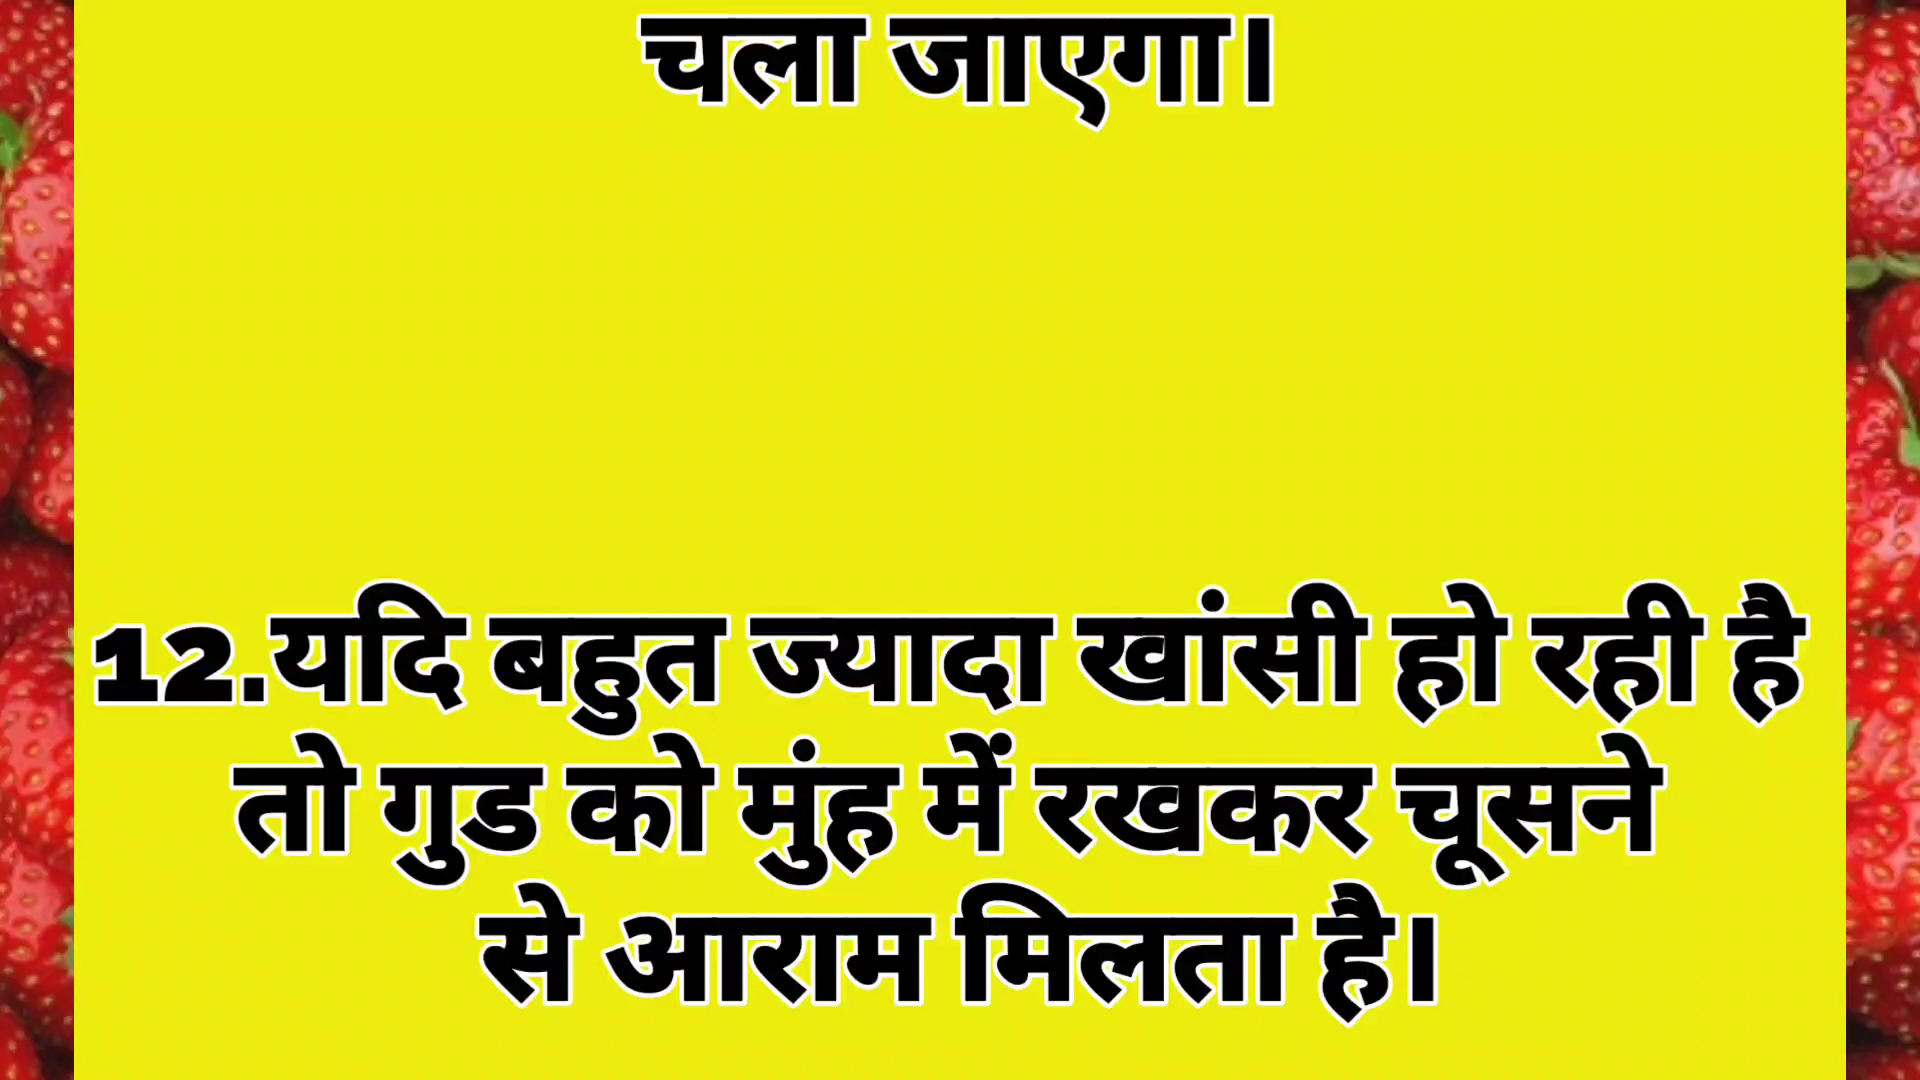 चला जाएगा।
12.यदि बहुत ज्यादा खांसी हो रही है
तो गुड को मुंह में रखकर चूसने
से आराम मिलता है।